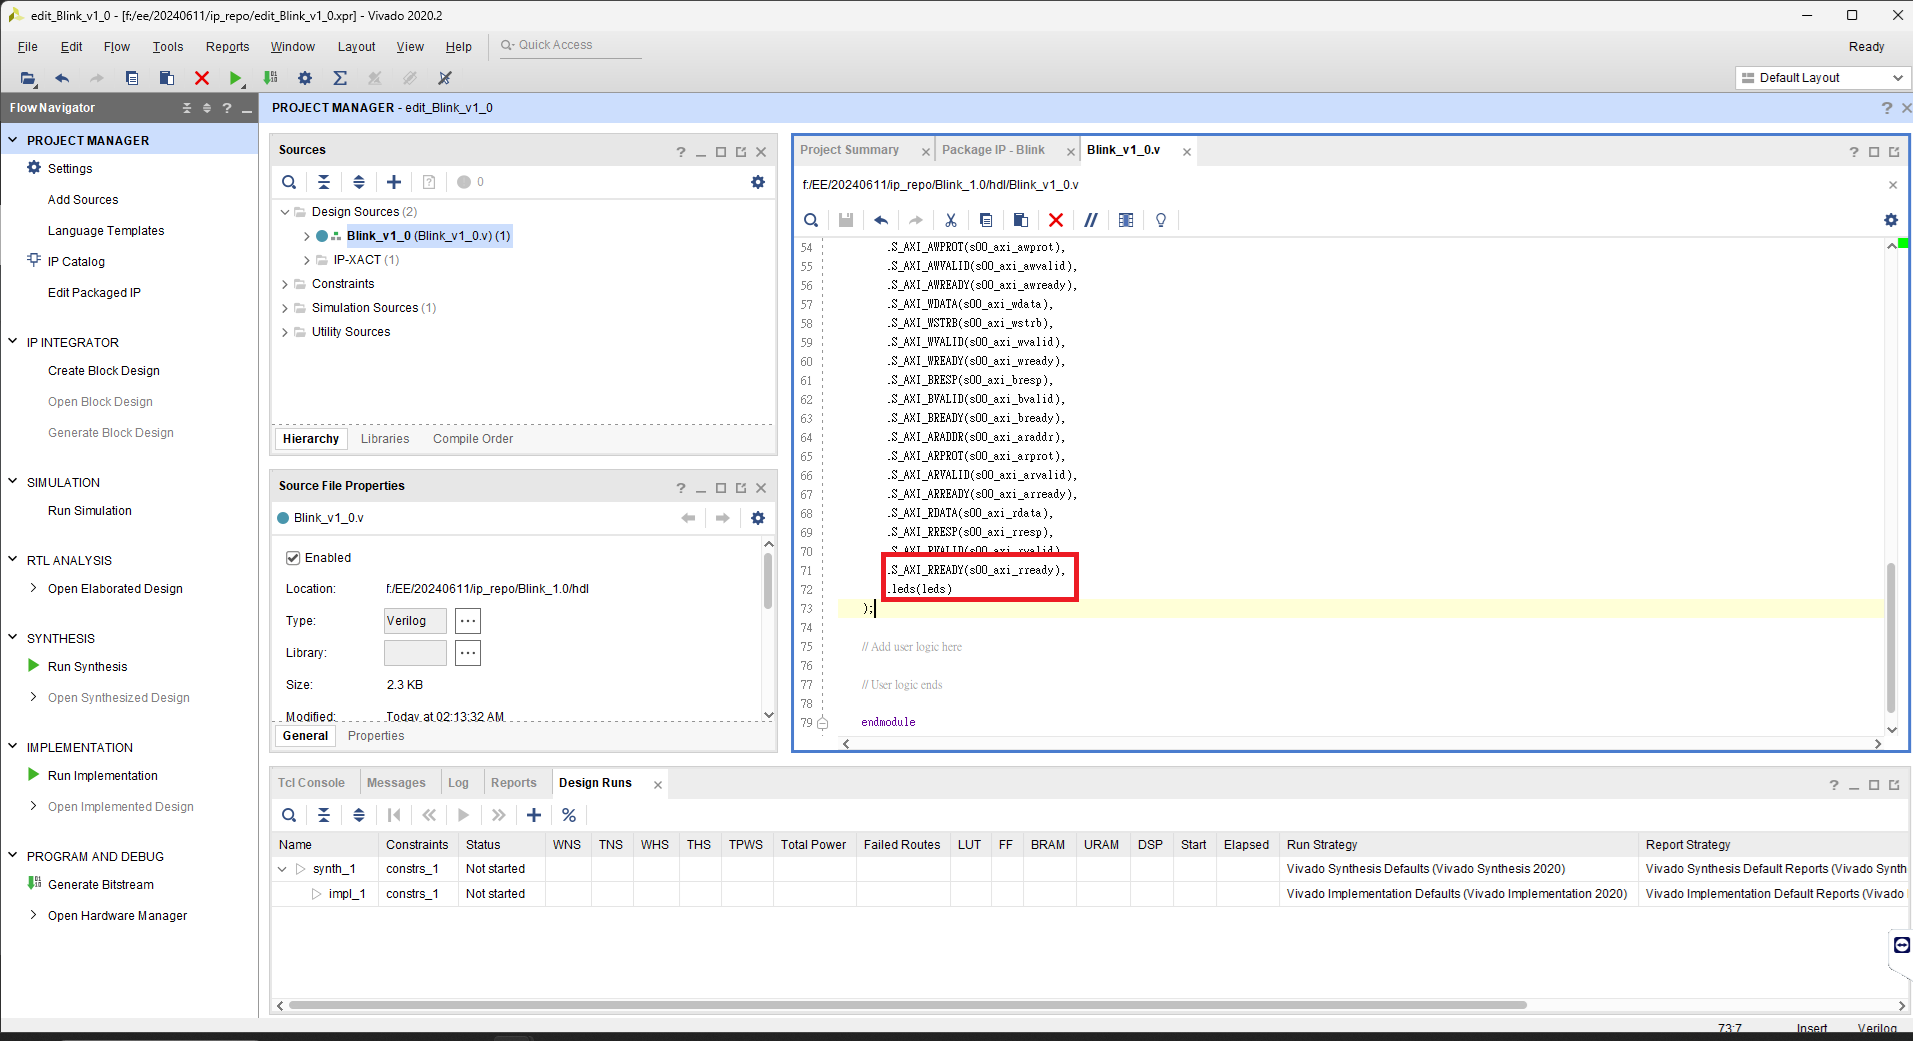 edit_Blink_v1_0 - [f:/ee/20240611/ip_repo/edit_Blink_v1_0.xpr] - Vivado 2020.2
File Edit Flow Tools Reports Window Layout View Help Quick Access Ready
Default Layout
Flow Navigator
PROJECT MANAGER
Settings
Add Sources
Language Templates
IP Catalog
Edit Packaged IP
IP INTEGRATOR
Create Block Design
Open Block Design
Generate Block Design
SIMULATION
Run Simulation
RTL ANALYSIS
Open Elaborated Design
SYNTHESIS
Run Synthesis
Open Synthesized Design
IMPLEMENTATION
Run Implementation
Open Implemented Design
PROGRAM AND DEBUG
Generate Bitstream
Open Hardware Manager
PROJECT MANAGER - edit_Blink_v1_0
Sources
0
Design Sources (2)
Blink_v1_0 (Blink_v1_0.v) (1)
IP-XACT (1)
Constraints
Simulation Sources (1)
Utility Sources
Hierarchy Libraries Compile Order
Source File Properties
Blink_v1_0.v
Enabled
Location: f:/EE/20240611/ip_repo/Blink_1.0/hdl
Type: Verilog
Library:
Size: 2.3 KB
Modified: Today at 02:13:32 AM
General Properties
Project Summary Package IP - Blink Blink_v1_0.v
f:/EE/20240611/ip_repo/Blink_1.0/hdl/Blink_v1_0.v
54 .S_AXI_AWPROT(s00_axi_awprot),
55 .S_AXI_AWVALID(s00_axi_awvalid),
56 .S_AXI_AWREADY(s00_axi_awready),
57 .S_AXI_WDATA(s00_axi_wdata),
58 .S_AXI_WSTRB(s00_axi_wstrb),
59 .S_AXI_WVALID(s00_axi_wvalid),
60 .S_AXI_WREADY(s00_axi_wready),
61 .S_AXI_BRESP(s00_axi_bresp),
62 .S_AXI_BVALID(s00_axi_bvalid),
63 .S_AXI_BREADY(s00_axi_bready),
64 .S_AXI_ARADDR(s00_axi_araddr),
65 .S_AXI_ARPROT(s00_axi_arprot),
66 .S_AXI_ARVALID(s00_axi_arvalid),
67 .S_AXI_ARREADY(s00_axi_arready),
68 .S_AXI_RDATA(s00_axi_rdata),
69 .S_AXI_RRESP(s00_axi_rresp),
70 .S_AXI_RVALID(s00_axi_rvalid),
71 .S_AXI_RREADY(s00_axi_rready),
72 .leds(leds)
73 );
74
75 // Add user logic here
76
77 // User logic ends
78
79 endmodule
Tcl Console Messages Log Reports Design Runs
Name Constraints Status WNS TNS WHS THS TPWS Total Power Failed Routes LUT FF BRAM URAM DSP Start Elapsed Run Strategy Report Strategy
synth_1 constrs_1 Not started Vivado Synthesis Defaults (Vivado Synthesis 2020) Vivado Synthesis Default Reports (Vivado Synth
impl_1 constrs_1 Not started Vivado Implementation Defaults (Vivado Implementation 2020) Vivado Implementation Default Reports (Vivado
73:7 Insert Verilog